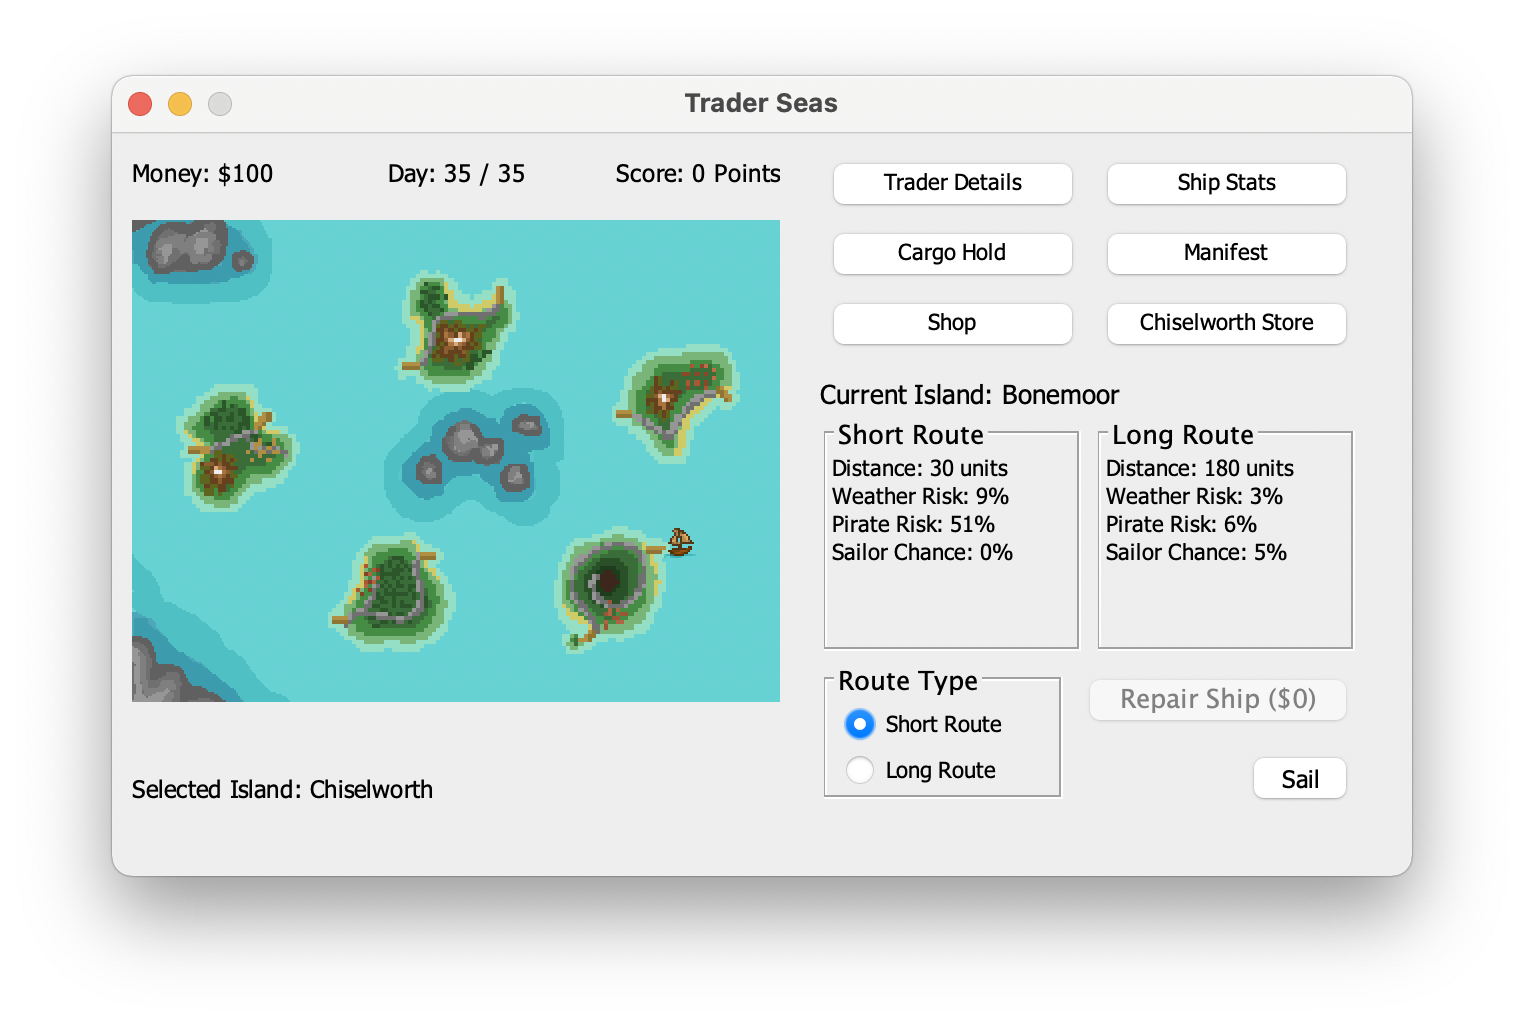 Trader Seas
Money: $100
Day: 35 / 35
Score: 0 Points
Trader Details
Ship Stats
Cargo Hold
Manifest
Shop
Chiselworth Store
Current Island: Bonemoor
Short Route
Distance: 30 units
Weather Risk: 9%
Pirate Risk: 51%
Sailor Chance: 0%
Long Route
Distance: 180 units
Weather Risk: 3%
Pirate Risk: 6%
Sailor Chance: 5%
Route Type
Short Route
Long Route
Repair Ship ($0)
Sail
Selected Island: Chiselworth